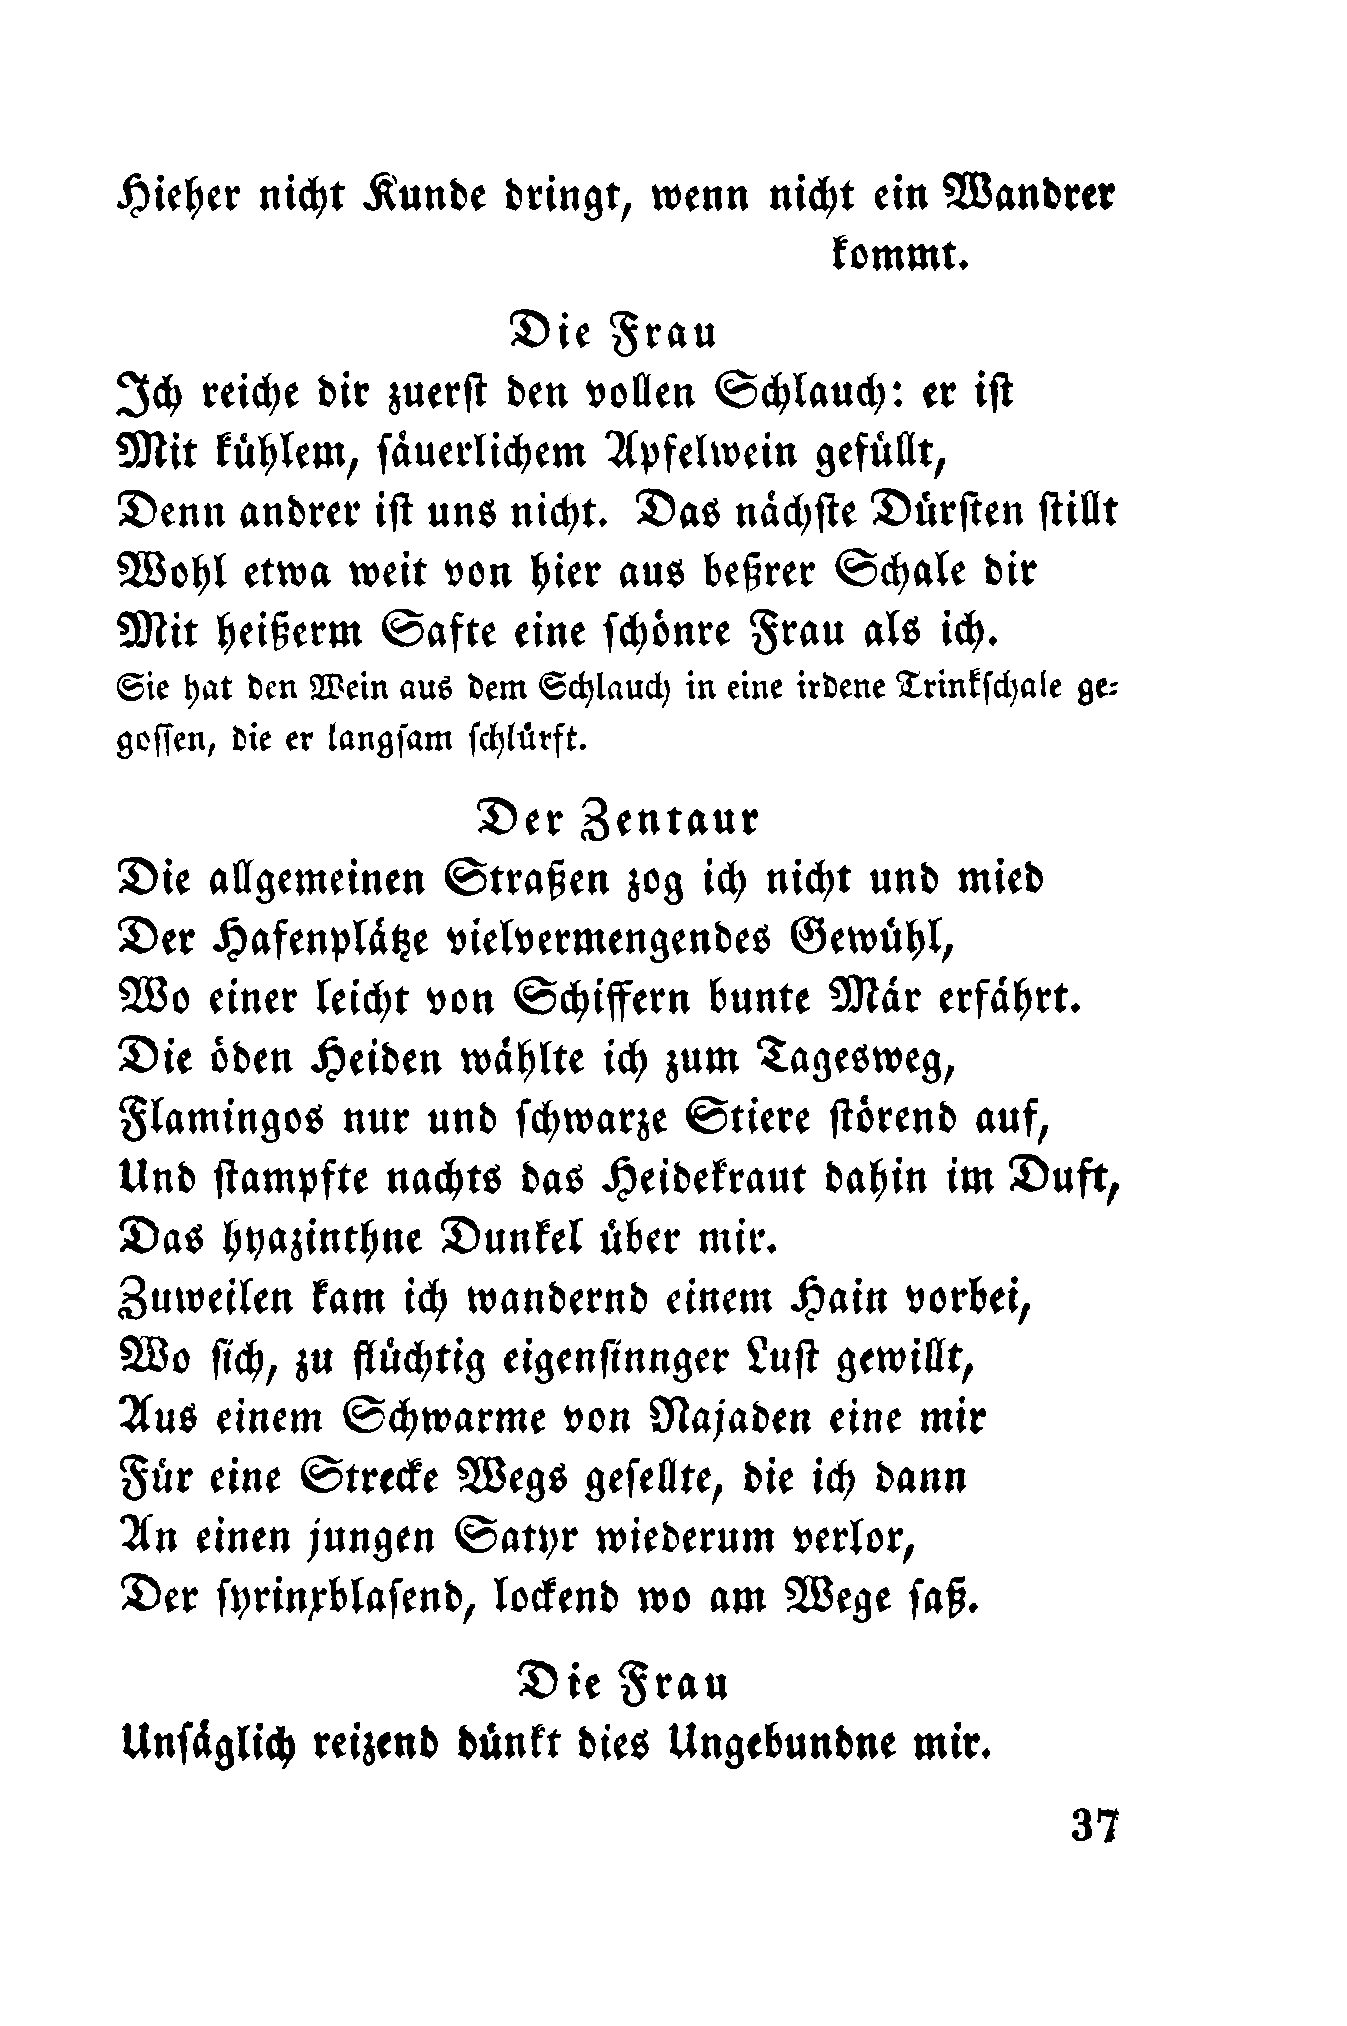 Hieher nicht Kunde dringt, wenn nicht ein Wandrer
kommt.
Die Frau
Ich reiche dir zuerſt den vollen Schlauch: er iſt
Mit kühlem, ſäuerlichem Apfelwein gefüllt,
Denn andrer iſt uns nicht. Das nächſte Dürſten ſtillt
Wohl etwa weit von hier aus beßrer Schale dir
Mit heißerm Safte eine ſchönre Frau als ich.
Sie hat den Wein aus dem Schlauch in eine irdene Trinkſchale ge-
goſſen, die er langſam ſchlürft.
Der Zentaur
Die allgemeinen Straßen zog ich nicht und mied
Der Hafenplätze vielvermengendes Gewühl,
Wo einer leicht von Schiffern bunte Mär erfährt.
Die öden Heiden wählte ich zum Tagesweg,
Flamingos nur und ſchwarze Stiere ſtörend auf,
Und ſtampfte nachts das Heidekraut dahin im Duft,
Das hyazinthne Dunkel über mir.
Zuweilen kam ich wandernd einem Hain vorbei,
Wo ſich, zu flüchtig eigenſinnger Luſt gewillt,
Aus einem Schwarme von Najaden eine mir
Für eine Strecke Wegs geſellte, die ich dann
An einen jungen Satyr wiederum verlor,
Der ſyrinxblaſend, lockend wo am Wege ſaß.
Die Frau
Unſäglich reizend dünkt dies Ungebundne mir.
37